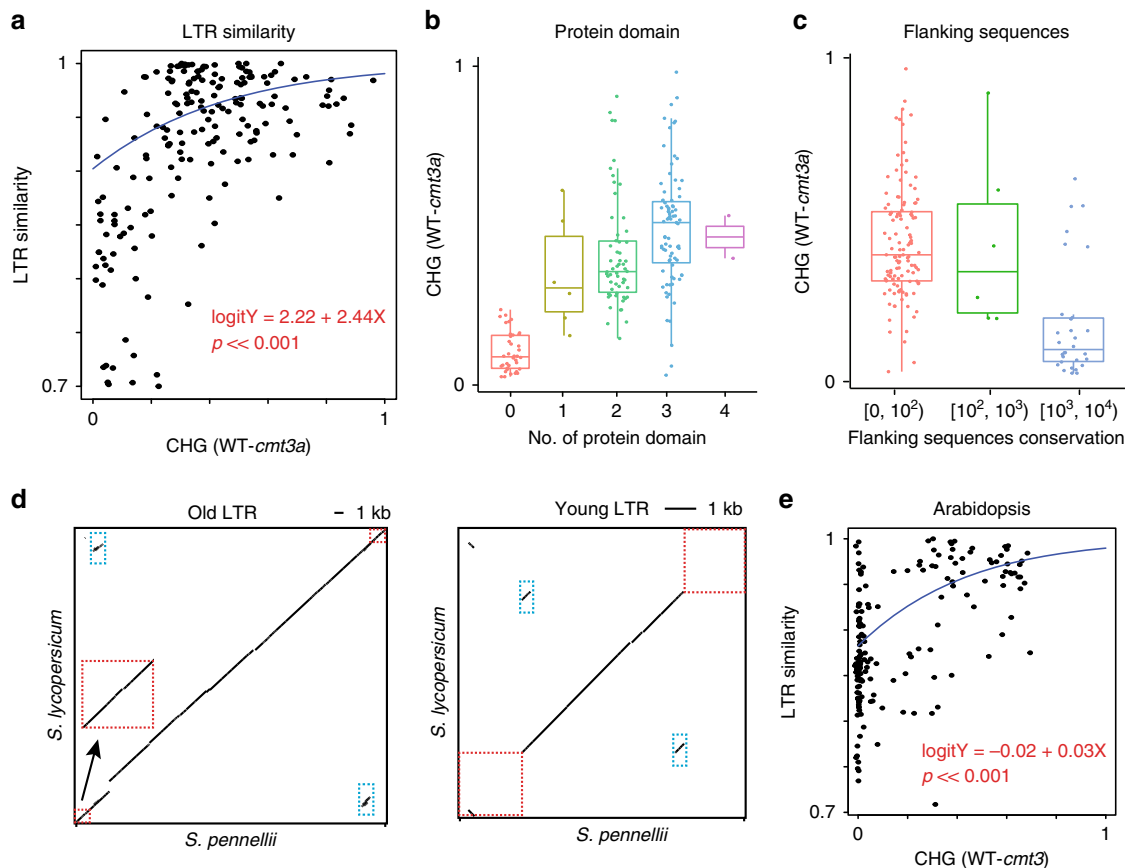 a
LTR similarity
1
LTR similarity
logitY = 2.22 + 2.44X
p << 0.001
0.7
0
1
CHG (WT-cmt3a)
b
Protein domain
1
CHG (WT-cmt3a)
0
0 1 2 3 4
No. of protein domain
c
Flanking sequences
1
CHG (WT-cmt3a)
0
[0, 10²) [10², 10³) [10³, 10⁴)
Flanking sequences conservation
d
Old LTR 1 kb
S. lycopersicum
S. pennellii
Young LTR 1 kb
S. lycopersicum
S. pennellii
e
Arabidopsis
1
LTR similarity
logitY = −0.02 + 0.03X
p << 0.001
0.7
0
1
CHG (WT-cmt3)